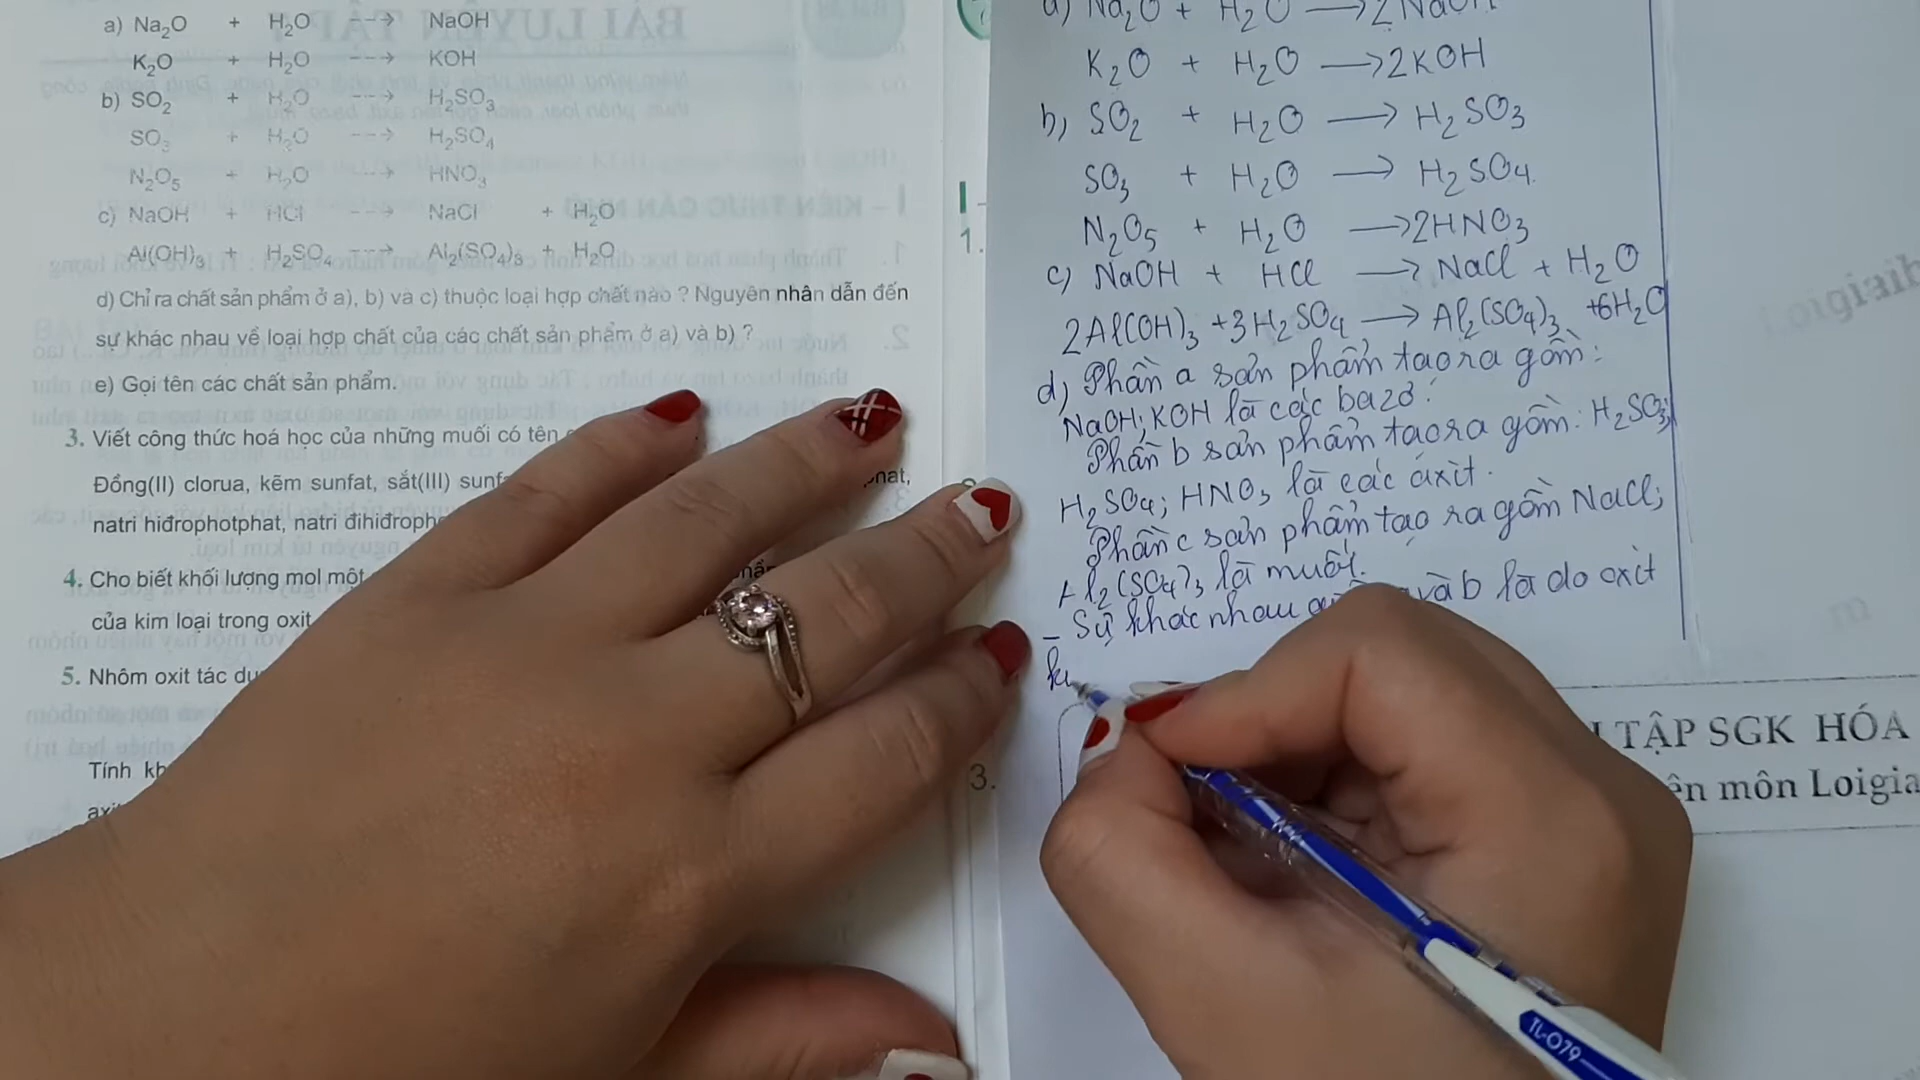 a) Na₂O + H₂O ---> NaOH
K₂O + H₂O ---> KOH
b) SO₂ + H₂O ---> H₂SO₃
SO₃ + H₂O ---> H₂SO₄
N₂O₅ + H₂O ---> HNO₃
c) NaOH + HCl ---> NaCl + H₂O
Al(OH)₃ + H₂SO₄ ---> Al₂(SO₄)₃ + H₂O
d) Chỉ ra chất sản phẩm ở a), b) và c) thuộc loại hợp chất nào ? Nguyên nhân dẫn đến
sự khác nhau về loại hợp chất của các chất sản phẩm ở a) và b) ?
e) Gọi tên các chất sản phẩm.
3. Viết công thức hoá học của những muối có tên
Đồng(II) clorua, kẽm sunfat, sắt(III) sunf
natri hiđrophotphat, natri đihiđroph
4. Cho biết khối lượng mol một
của kim loại trong oxit
5. Nhôm oxit tác dụ
Tính kh
axit
1.
3.
a) Na₂O + H₂O → 2NaOH
K₂O + H₂O → 2KOH
b) SO₂ + H₂O → H₂SO₃
SO₃ + H₂O → H₂SO₄.
N₂O₅ + H₂O → 2HNO₃
c) NaOH + HCl → NaCl + H₂O
2Al(OH)₃ + 3H₂SO₄ → Al₂(SO₄)₃ + 6H₂O
d) Phần a sản phẩm tạo ra gồm:
NaOH; KOH là các bazơ.
Phần b sản phẩm tạo ra gồm: H₂SO₃;
H₂SO₄; HNO₃ là các axit.
Phần c sản phẩm tạo ra gồm NaCl;
Al₂(SO₄)₃ là muối.
- Sự khác nhau và b là do oxit
TẬP SGK HÓA
ên môn Loigia
Loigiaib
TL-079